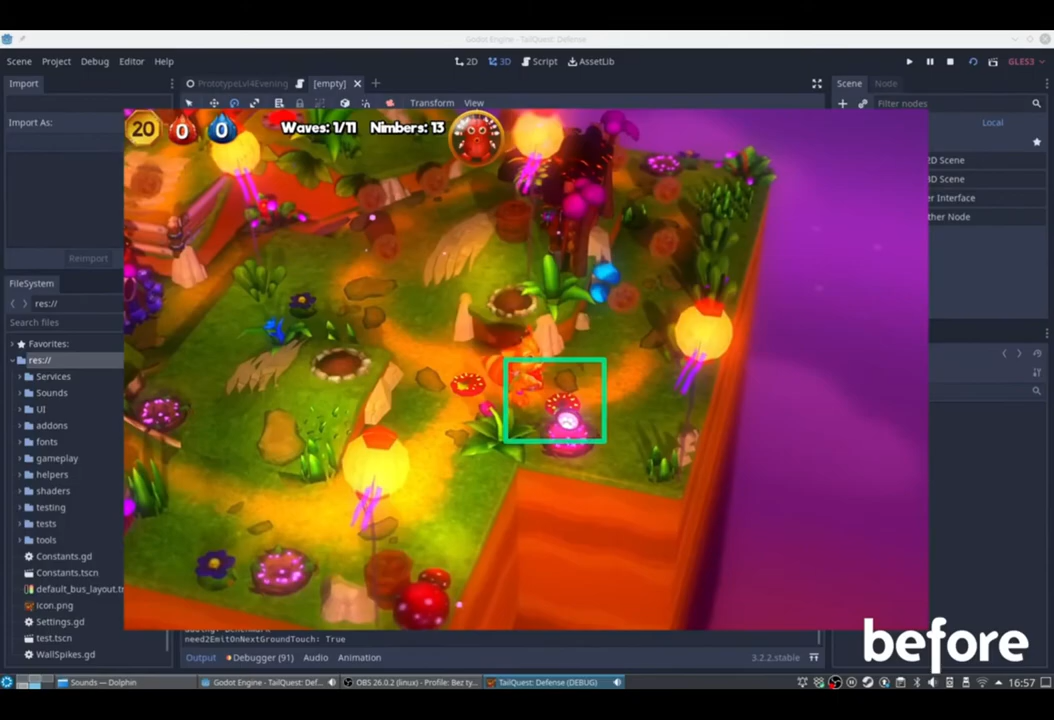 Godot Engine - TailQuest: Defense
Scene Project Debug Editor Help
2D 3D Script AssetLib
GLES3
Import
PrototypeLvl4Evening
[empty]
Scene Node
Transform View
Filter nodes
Import As:
20 0 0 Waves: 1/11 Nimbers: 13
Local
2D Scene
3D Scene
er Interface
ther Node
Reimport
FileSystem
res://
Search files
Favorites:
res://
Services
Sounds
UI
addons
fonts
gameplay
helpers
shaders
testing
tests
tools
Constants.gd
Constants.tscn
default_bus_layout.tr
icon.png
Settings.gd
test.tscn
WallSpikes.gd
need2EmitOnNextGroundTouch: True
Output Debugger (91) Audio Animation
3.2.2.stable
before
Sounds — Dolphin
Godot Engine - TailQuest: Def...
OBS 26.0.2 (linux) - Profile: Bez ty...
TailQuest: Defense (DEBUG)
16:57